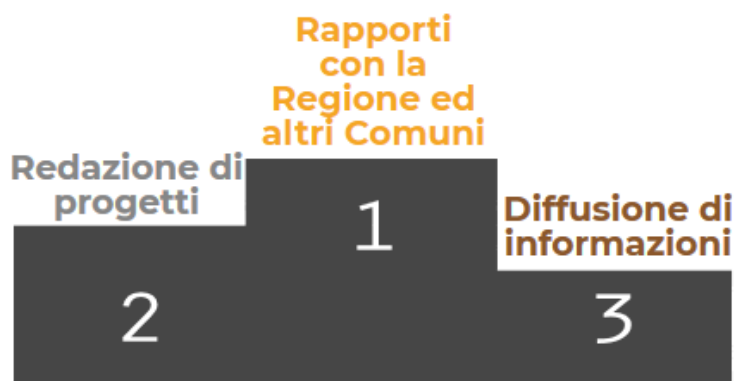 Rapporti
con la
Regione ed
altri Comuni
1
Redazione di
progetti
2
Diffusione di
informazioni
3